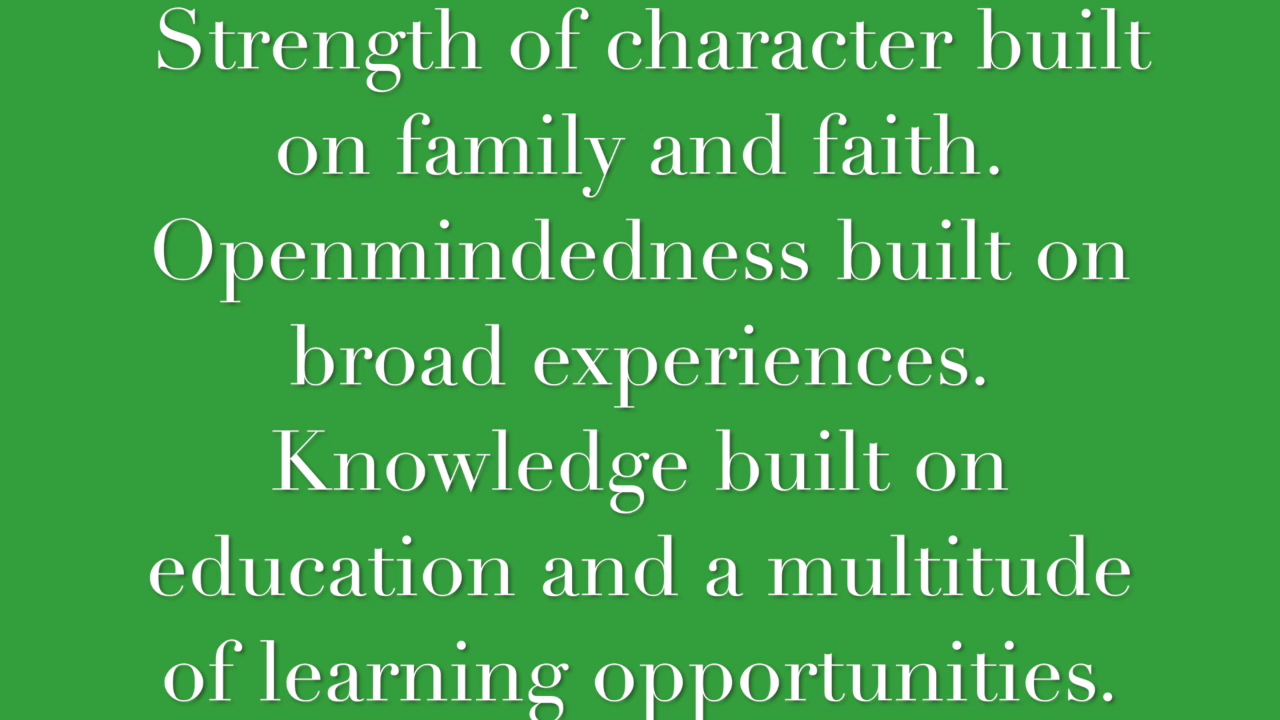 Strength of character built
on family and faith.
Openmindedness built on
broad experiences.
Knowledge built on
education and a multitude
of learning opportunities.